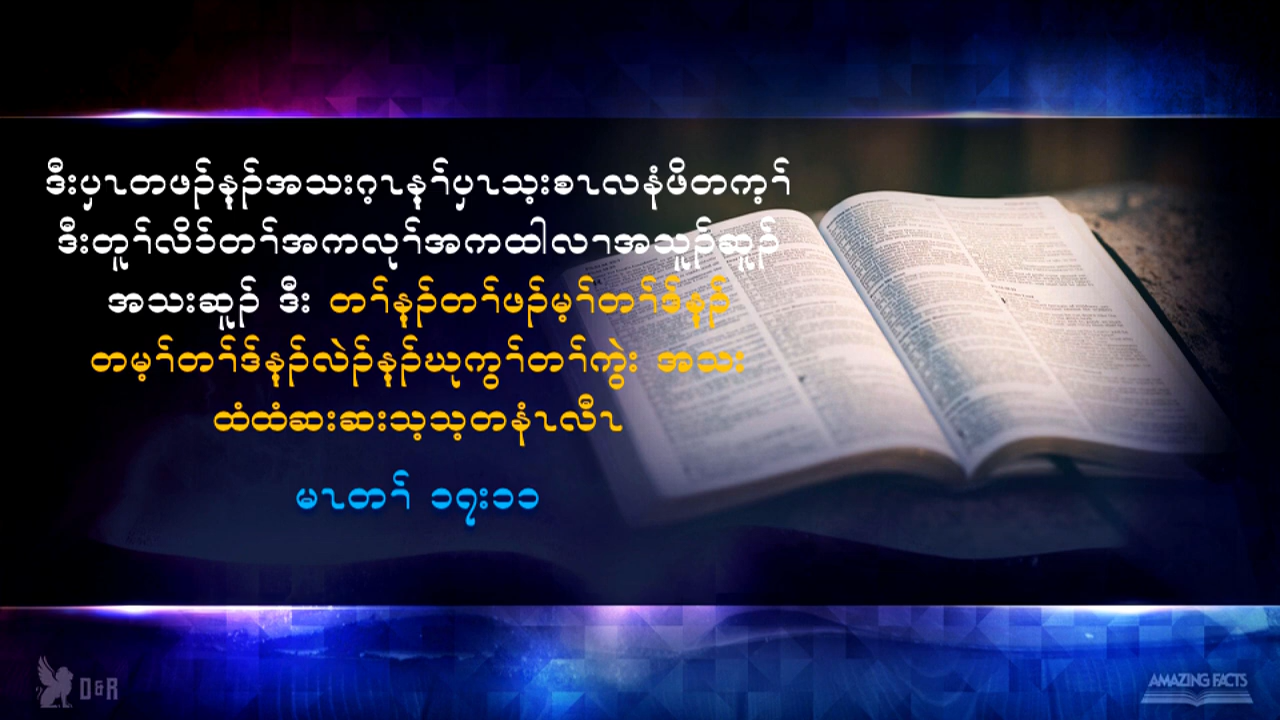 ဒီးပှၤတဖၣ်န့ၣ်အသးဂ့ၤန့ၢ်ပှၤသ့းစၤလနံဖိတက့ၢ်
ဒီးတူၢ်လိာ်တၢ်အကလုၢ်အကထါလၢအသူၣ်ဆူၣ်
အသးဆူၣ် ဒီး တၢ်န့ၣ်တၢ်ဖၣ်မ့ၢ်တၢ်ဒ်န့ၣ်
တမ့ၢ်တၢ်ဒ်န့ၣ်လဲၣ်န့ၣ်ဃုကွၢ်တၢ်ကွဲး အသး
ထံထံဆးဆးသ့သ့တနံၤလီၤ
မၤတၢ် ၁၇း၁၁
D&R
AMAZING FACTS